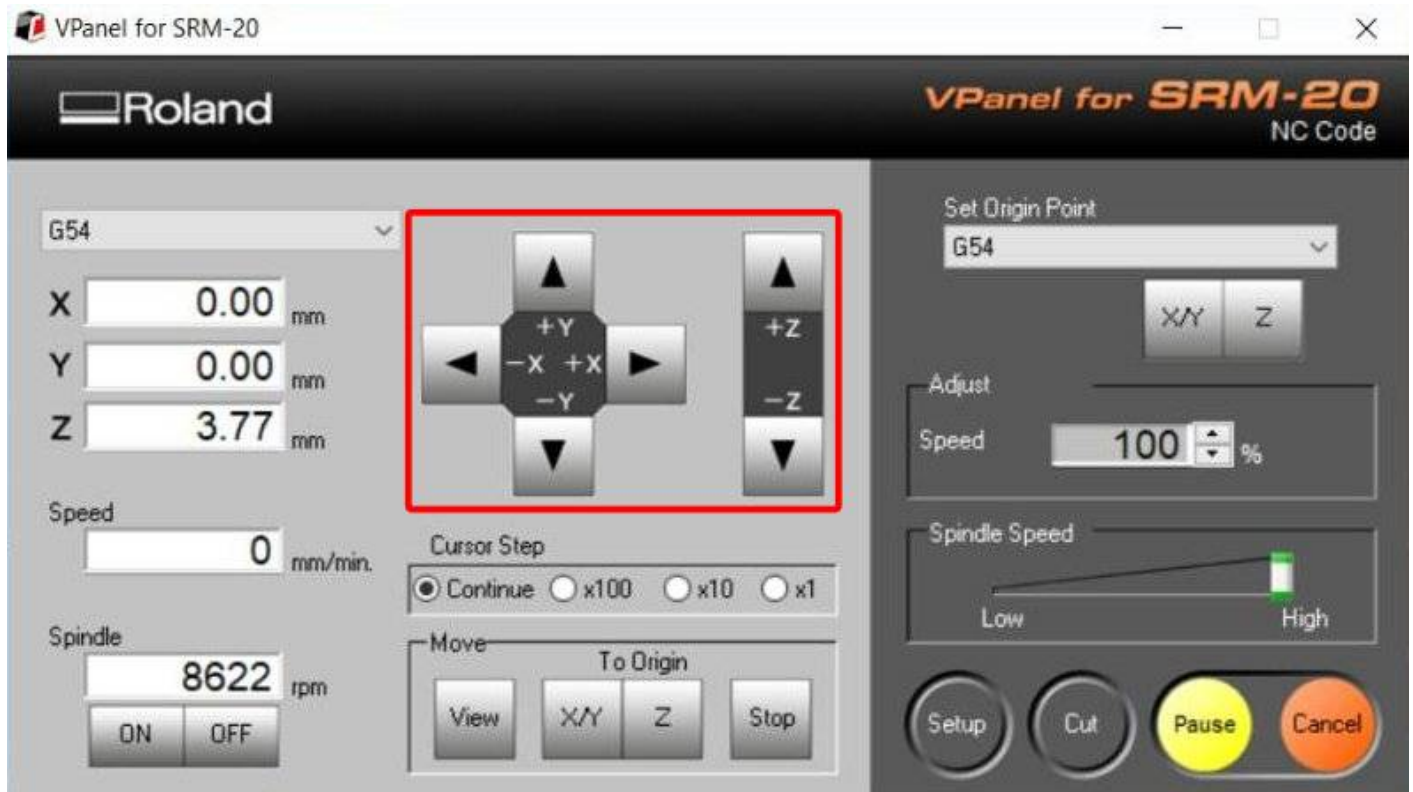 VPanel for SRM-20
Roland
VPanel for SRM-20
NC Code
G54
X 0.00 mm
Y 0.00 mm
Z 3.77 mm
Speed
0 mm/min.
Spindle
8622 rpm
ON OFF
+Y
-X +X
-Y
+Z
-Z
Cursor Step
Continue x100 x10 x1
Move
To Origin
View X/Y Z Stop
Set Origin Point
G54
X/Y Z
Adjust
Speed 100 %
Spindle Speed
Low High
Setup Cut Pause Cancel